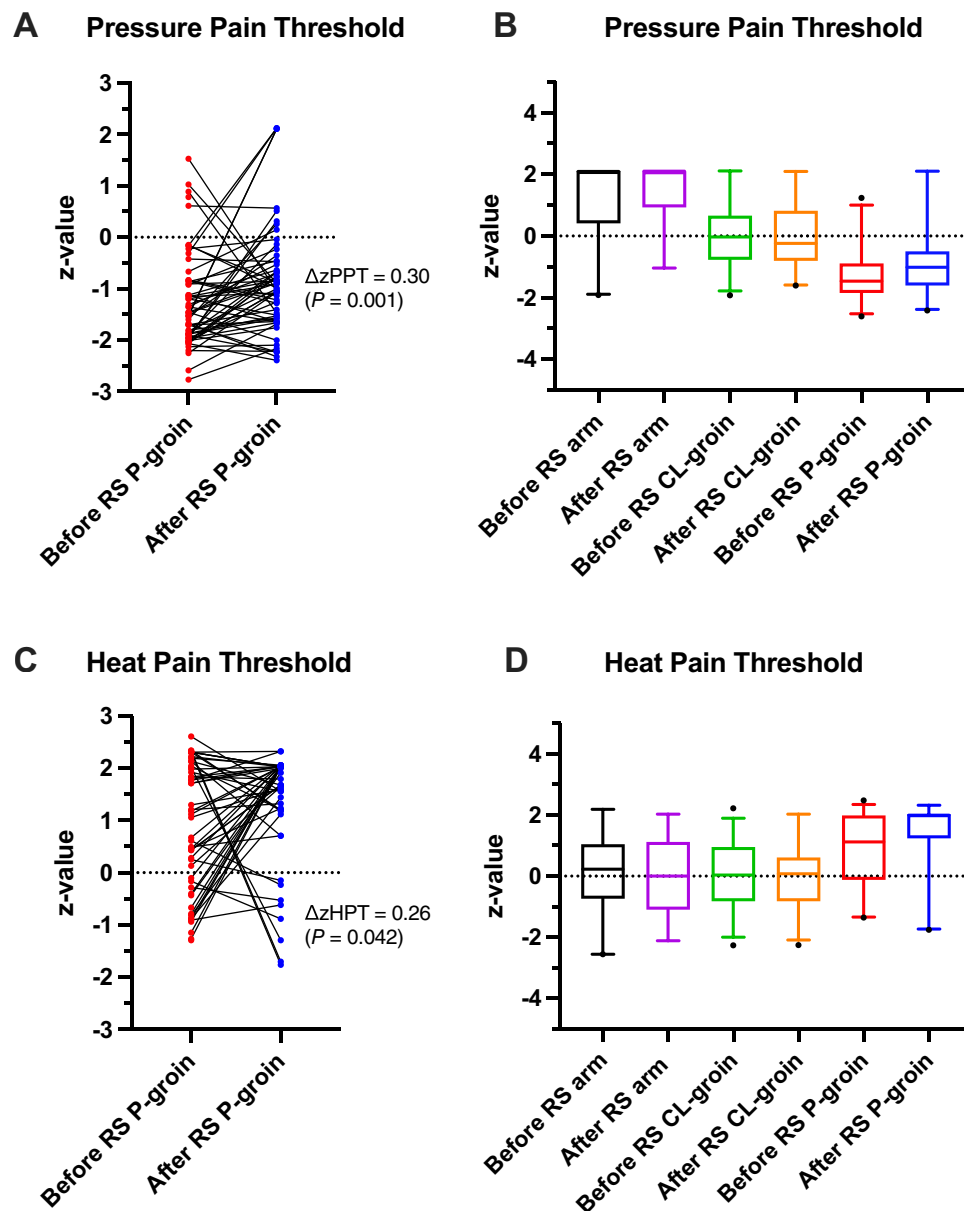 A Pressure Pain Threshold
3
2
1
0
-1
-2
-3
z-value
ΔzPPT = 0.30
(P = 0.001)
Before RS P-groin
After RS P-groin
B Pressure Pain Threshold
4
2
0
-2
-4
z-value
Before RS arm
After RS arm
Before RS CL-groin
After RS CL-groin
Before RS P-groin
After RS P-groin
C Heat Pain Threshold
3
2
1
0
-1
-2
-3
z-value
ΔzHPT = 0.26
(P = 0.042)
Before RS P-groin
After RS P-groin
D Heat Pain Threshold
4
2
0
-2
-4
z-value
Before RS arm
After RS arm
Before RS CL-groin
After RS CL-groin
Before RS P-groin
After RS P-groin